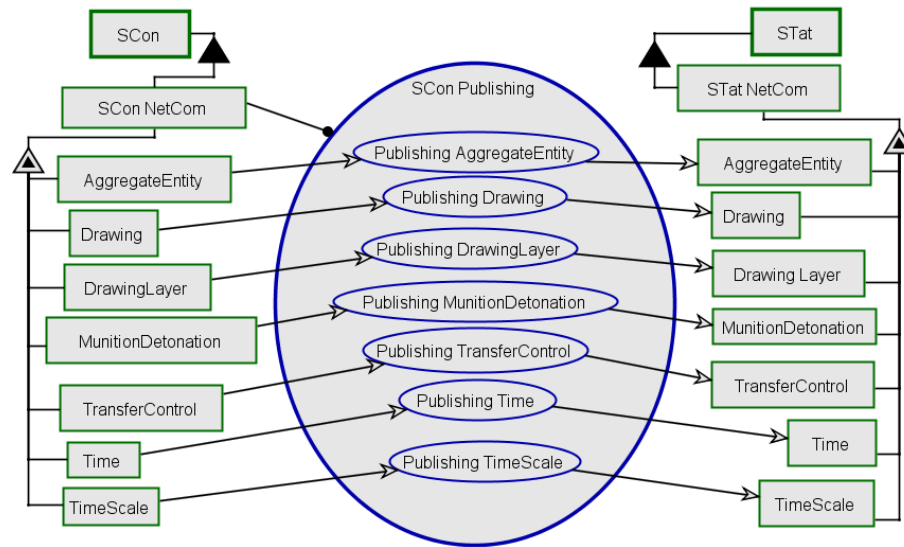 SCon
STat
SCon NetCom
SCon Publishing
STat NetCom
AggregateEntity
Publishing AggregateEntity
AggregateEntity
Drawing
Publishing Drawing
Drawing
DrawingLayer
Publishing DrawingLayer
Drawing Layer
MunitionDetonation
Publishing MunitionDetonation
MunitionDetonation
TransferControl
Publishing TransferControl
TransferControl
Time
Publishing Time
Time
TimeScale
Publishing TimeScale
TimeScale